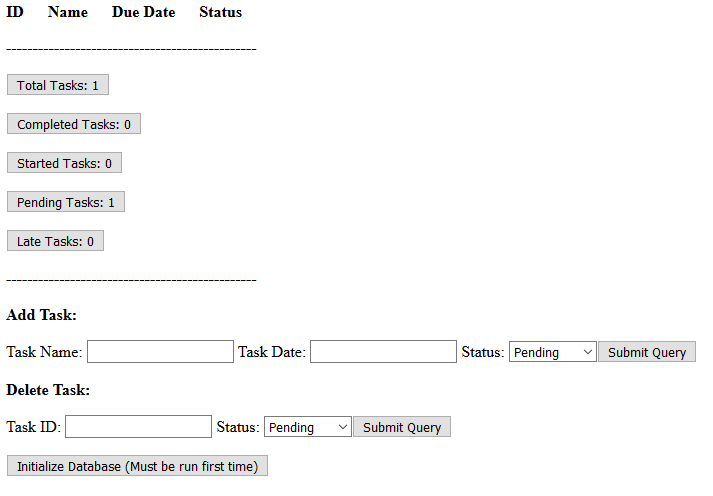 ID Name Due Date Status
-----------------------------------------------
Total Tasks: 1
Completed Tasks: 0
Started Tasks: 0
Pending Tasks: 1
Late Tasks: 0
-----------------------------------------------
Add Task:
Task Name: Task Date: Status: Pending Submit Query
Delete Task:
Task ID: Status: Pending Submit Query
Initialize Database (Must be run first time)